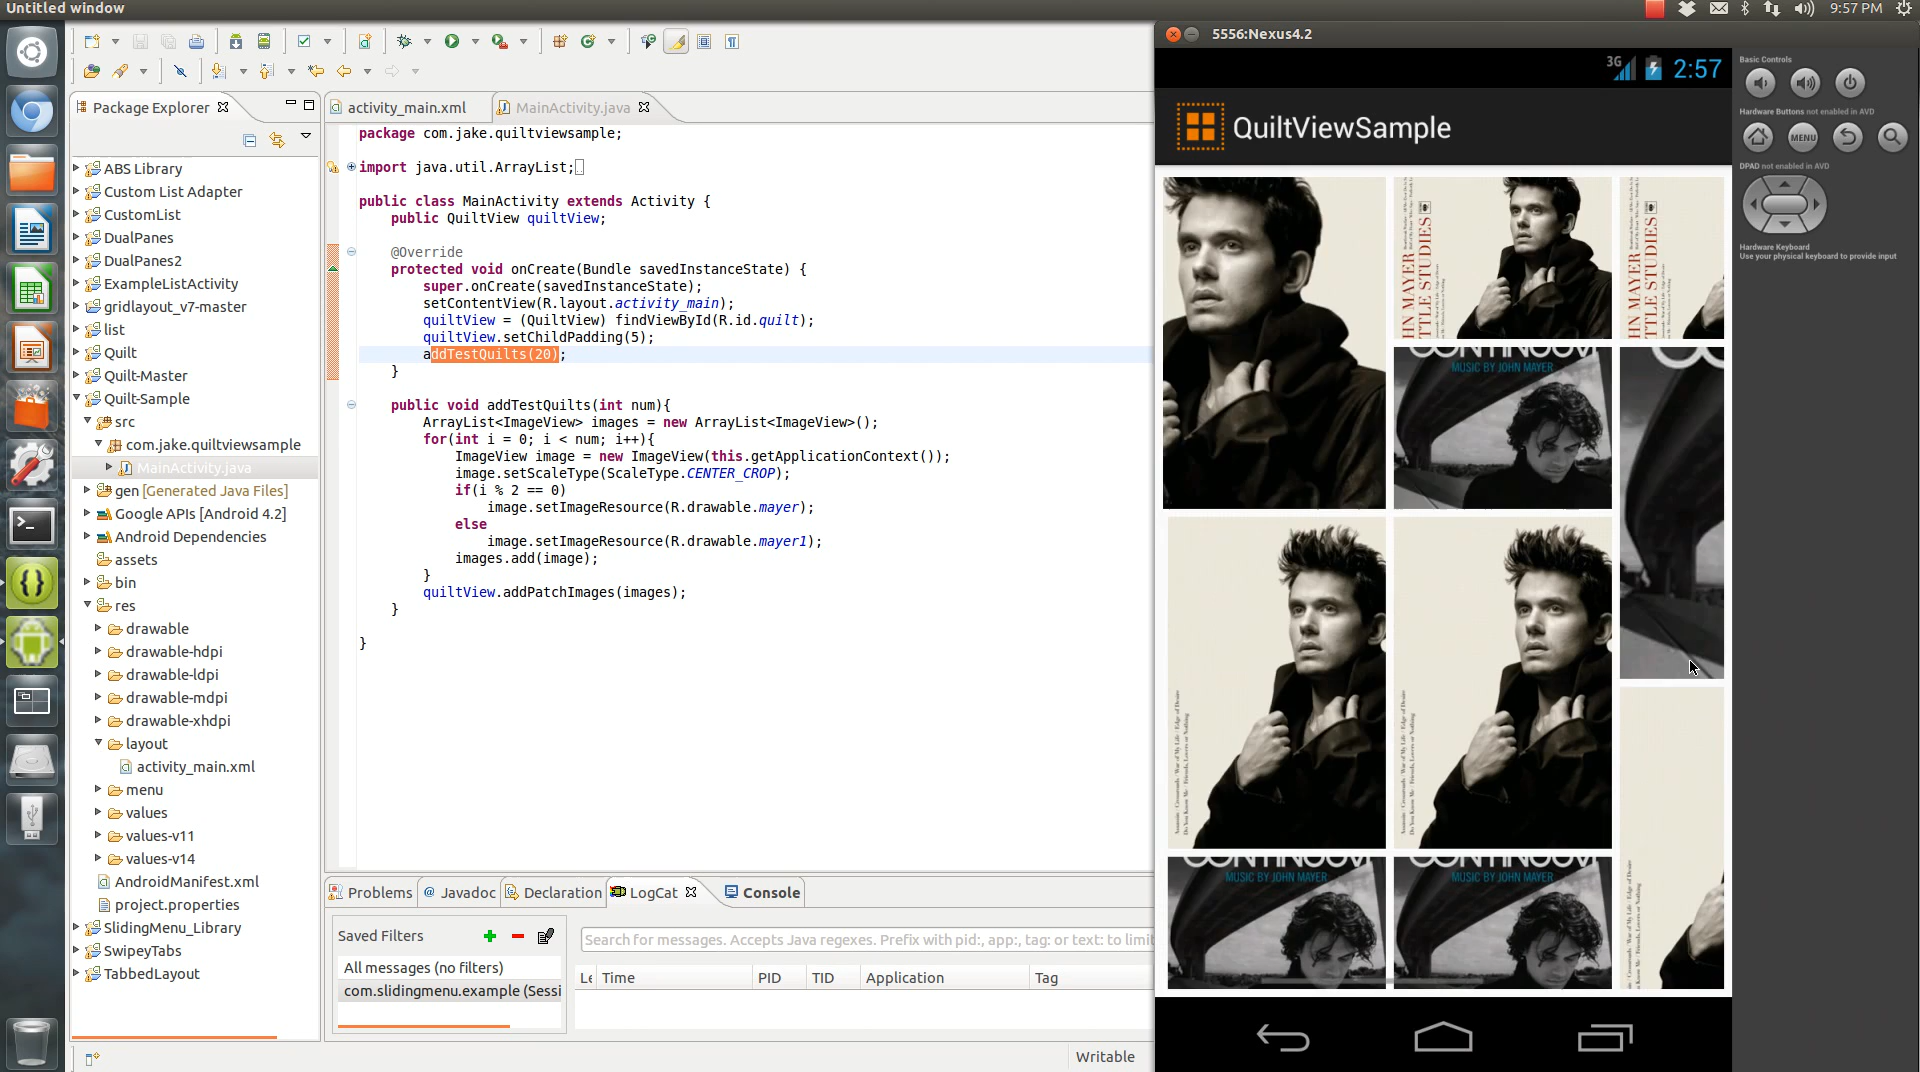 Untitled window
9:57 PM
5556:Nexus4.2
Package Explorer
ABS Library
Custom List Adapter
CustomList
DualPanes
DualPanes2
ExampleListActivity
gridlayout_v7-master
list
Quilt
Quilt-Master
Quilt-Sample
src
com.jake.quiltviewsample
MainActivity.java
gen [Generated Java Files]
Google APIs [Android 4.2]
Android Dependencies
assets
bin
res
drawable
drawable-hdpi
drawable-ldpi
drawable-mdpi
drawable-xhdpi
layout
activity_main.xml
menu
values
values-v11
values-v14
AndroidManifest.xml
project.properties
SlidingMenu_Library
SwipeyTabs
TabbedLayout
activity_main.xml
MainActivity.java
package com.jake.quiltviewsample;
import java.util.ArrayList;
public class MainActivity extends Activity {
public QuiltView quiltView;
@Override
protected void onCreate(Bundle savedInstanceState) {
super.onCreate(savedInstanceState);
setContentView(R.layout.activity_main);
quiltView = (QuiltView) findViewById(R.id.quilt);
quiltView.setChildPadding(5);
addTestQuilts(20);
}
public void addTestQuilts(int num){
ArrayList<ImageView> images = new ArrayList<ImageView>();
for(int i = 0; i < num; i++){
ImageView image = new ImageView(this.getApplicationContext());
image.setScaleType(ScaleType.CENTER_CROP);
if(i % 2 == 0)
image.setImageResource(R.drawable.mayer);
else
image.setImageResource(R.drawable.mayer1);
images.add(image);
}
quiltView.addPatchImages(images);
}
}
Problems
@ Javadoc
Declaration
LogCat
Console
Saved Filters
All messages (no filters)
com.slidingmenu.example (Sessi
Search for messages. Accepts Java regexes. Prefix with pid:, app:, tag: or text: to limit
Le Time PID TID Application Tag
Writable
3G 2:57
QuiltViewSample
HN MAYER
TTLE STUDIES
HN MAYER
TTLE STUDIES
CONTINUUM
MUSIC BY JOHN MAYER
CONTINUUM
MUSIC BY JOHN MAYER
CONTINUUM
MUSIC BY JOHN MAYER
Basic Controls
Hardware Buttons not enabled in AVD
MENU
DPAD not enabled in AVD
Hardware Keyboard
Use your physical keyboard to provide input